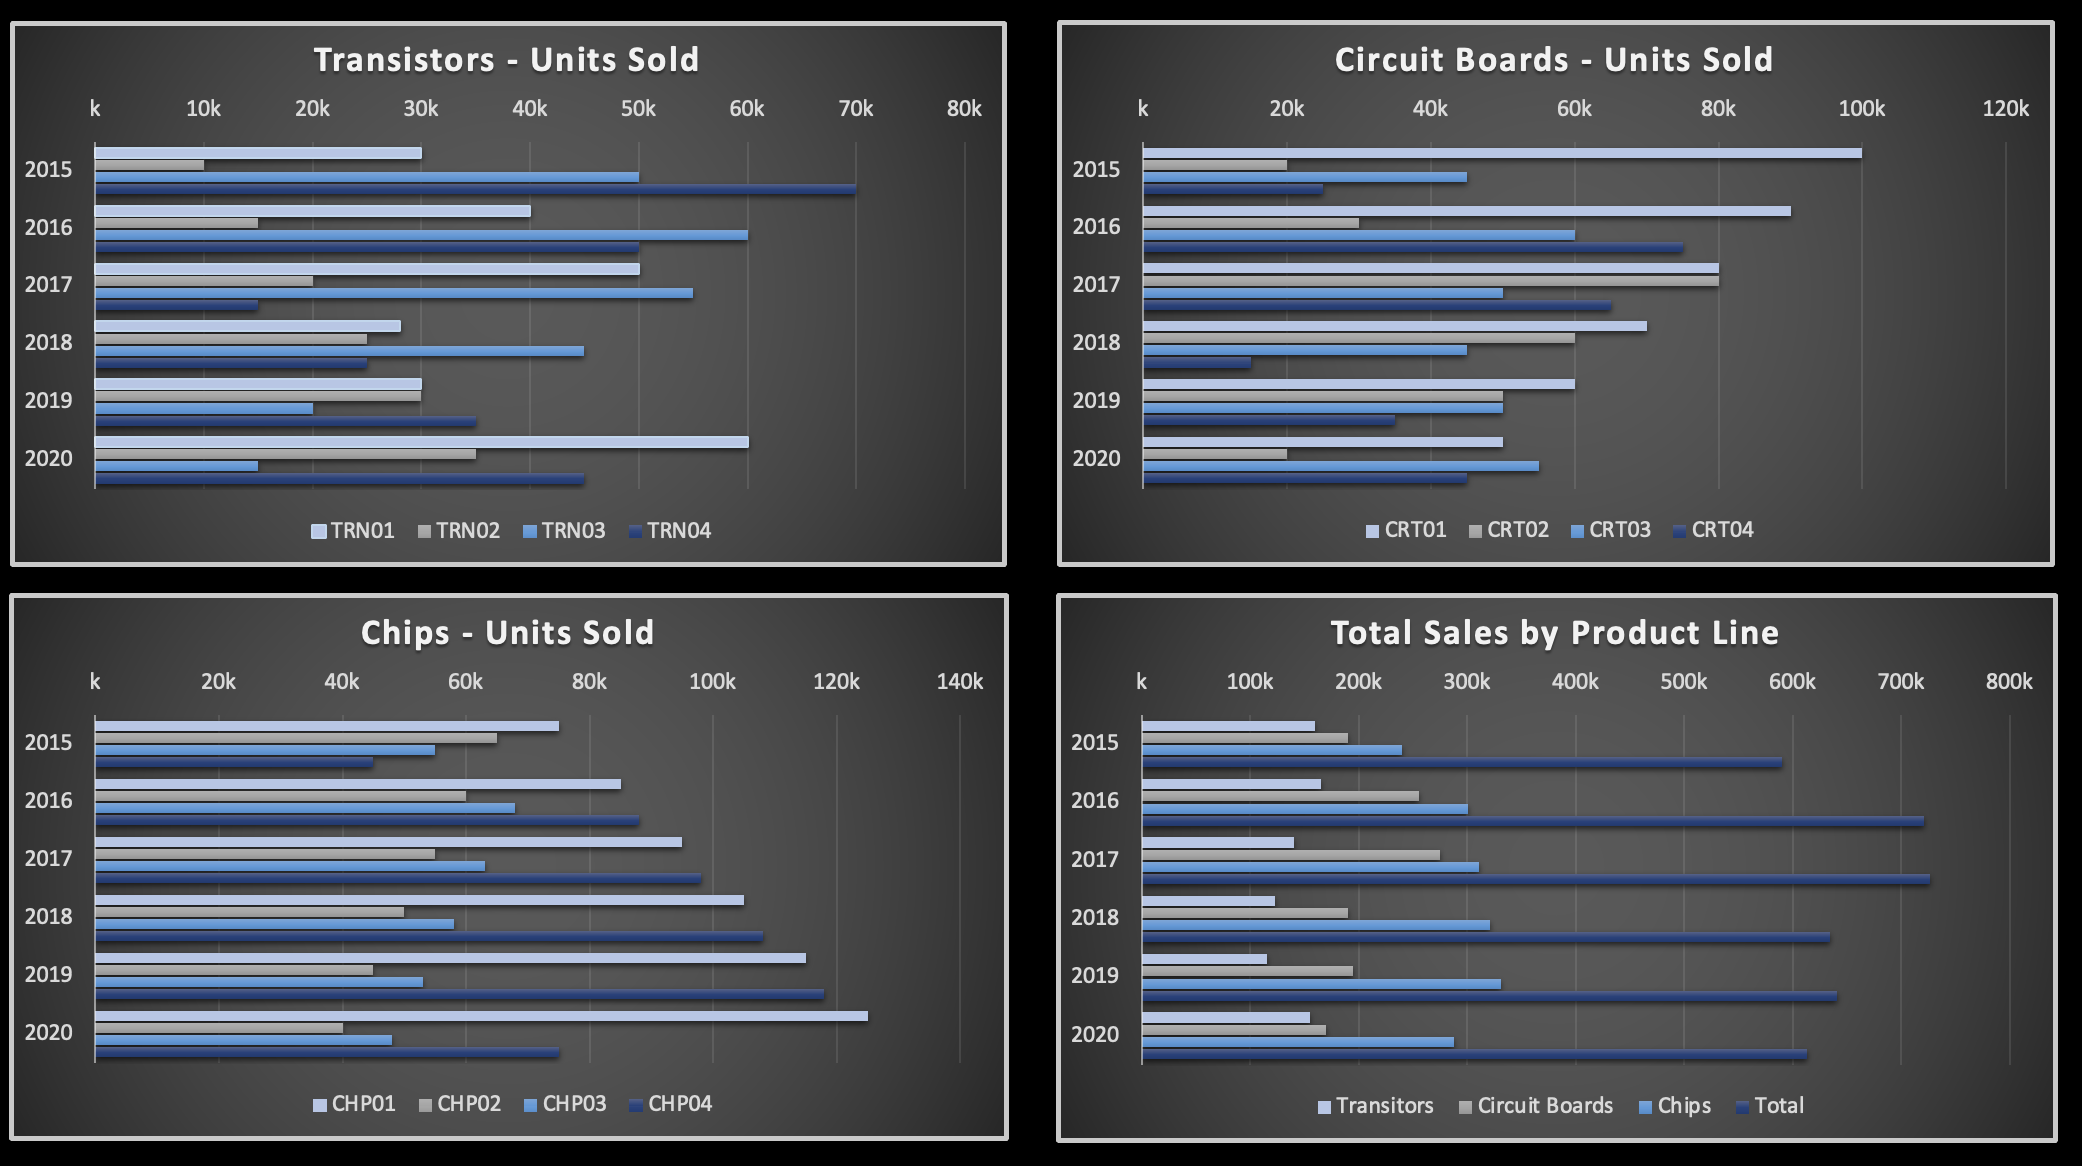 Transistors - Units Sold
k 10k 20k 30k 40k 50k 60k 70k 80k
2015
2016
2017
2018
2019
2020
TRN01 TRN02 TRN03 TRN04
Circuit Boards - Units Sold
k 20k 40k 60k 80k 100k 120k
2015
2016
2017
2018
2019
2020
CRT01 CRT02 CRT03 CRT04
Chips - Units Sold
k 20k 40k 60k 80k 100k 120k 140k
2015
2016
2017
2018
2019
2020
CHP01 CHP02 CHP03 CHP04
Total Sales by Product Line
k 100k 200k 300k 400k 500k 600k 700k 800k
2015
2016
2017
2018
2019
2020
Transitors Circuit Boards Chips Total